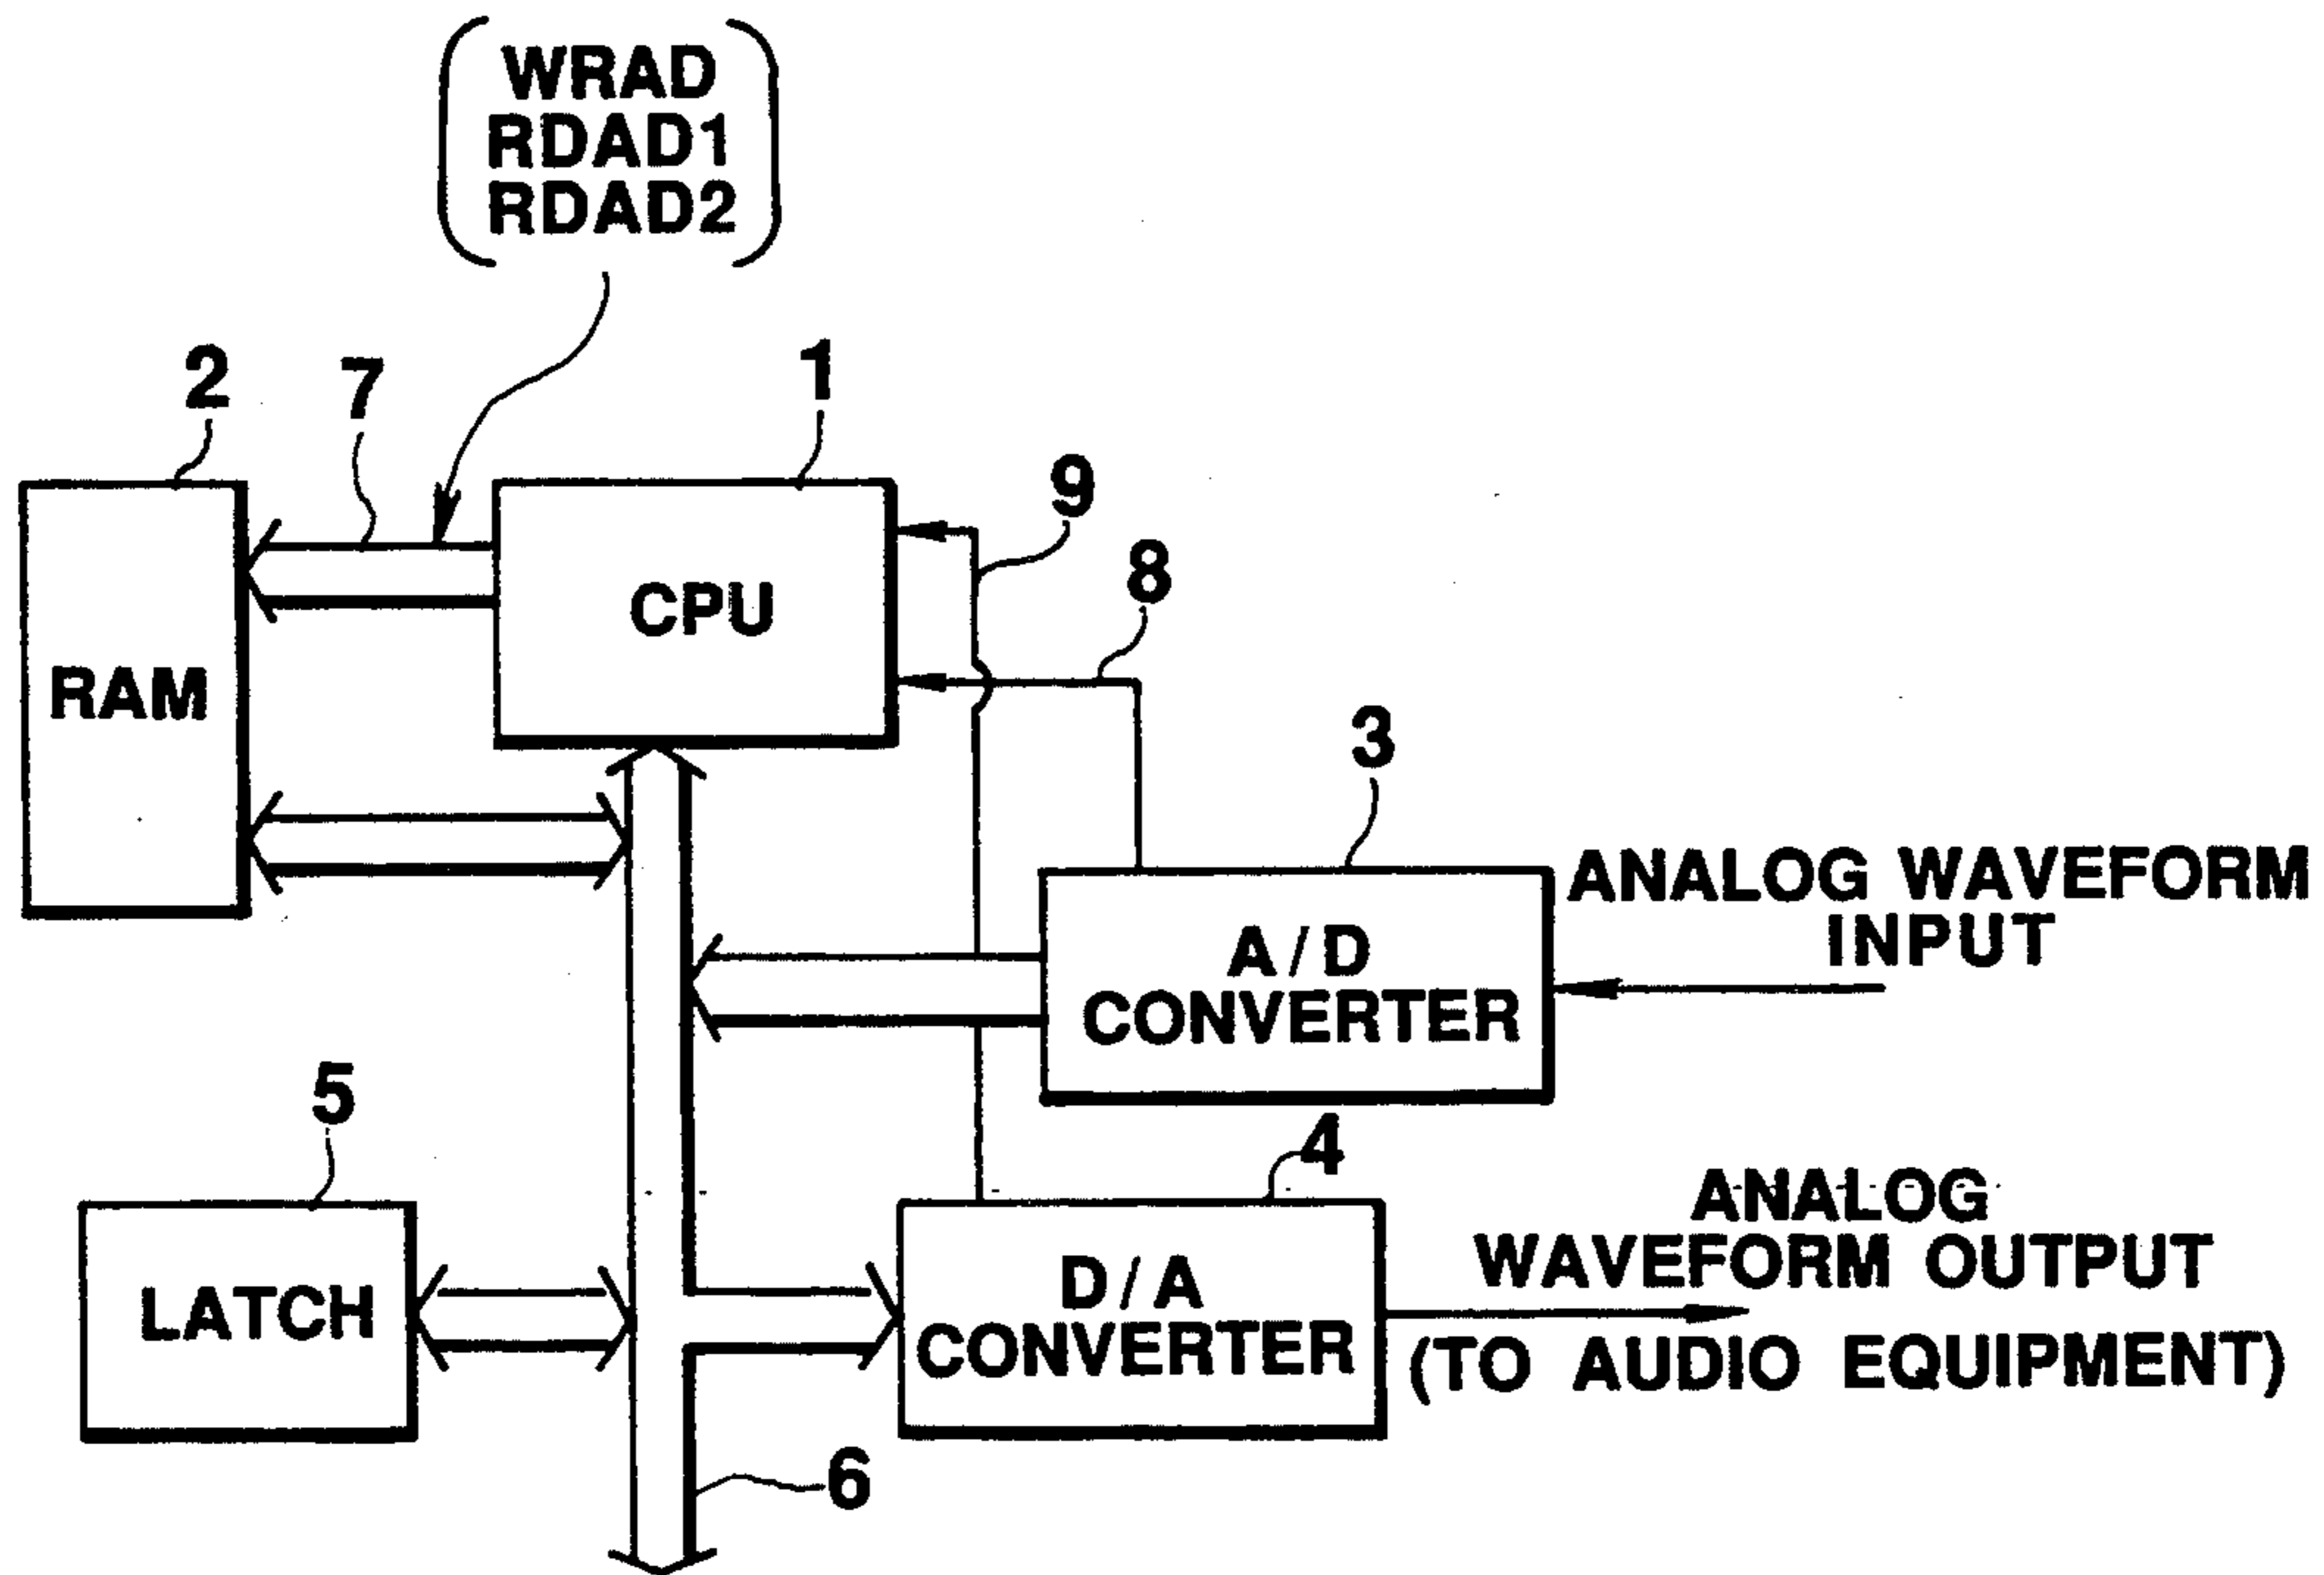 WRAD
RDAD1
RDAD2
2
7
1
9
8
CPU
RAM
3
ANALOG WAVEFORM
INPUT
A/D
CONVERTER
5
4
ANALOG
WAVEFORM OUTPUT
(TO AUDIO EQUIPMENT)
D/A
CONVERTER
LATCH
6